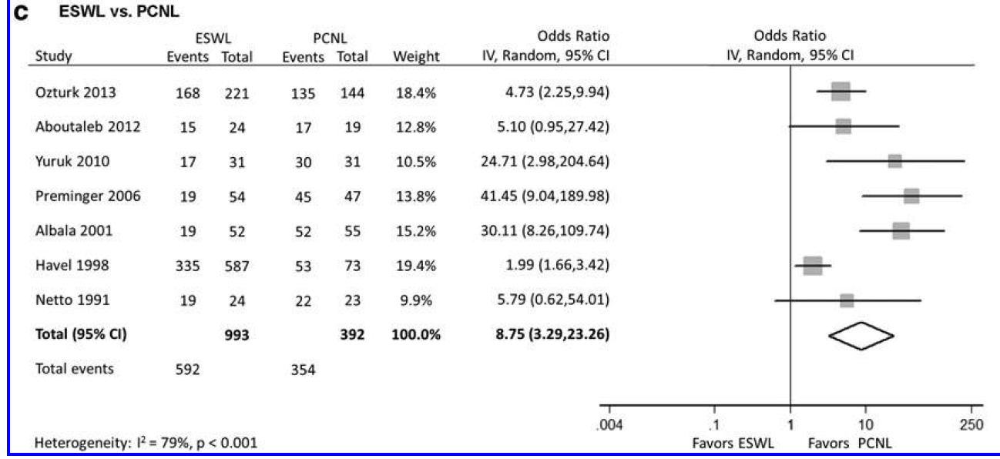 c ESWL vs. PCNL
ESWL PCNL Odds Ratio Odds Ratio
Study Events Total Events Total Weight IV, Random, 95% CI IV, Random, 95% CI
Ozturk 2013 168 221 135 144 18.4% 4.73 (2.25,9.94)
Aboutaleb 2012 15 24 17 19 12.8% 5.10 (0.95,27.42)
Yuruk 2010 17 31 30 31 10.5% 24.71 (2.98,204.64)
Preminger 2006 19 54 45 47 13.8% 41.45 (9.04,189.98)
Albala 2001 19 52 52 55 15.2% 30.11 (8.26,109.74)
Havel 1998 335 587 53 73 19.4% 1.99 (1.66,3.42)
Netto 1991 19 24 22 23 9.9% 5.79 (0.62,54.01)
Total (95% CI) 993 392 100.0% 8.75 (3.29,23.26)
Total events 592 354
.004 .1 1 10 250
Heterogeneity: I² = 79%, p < 0.001 Favors ESWL Favors PCNL